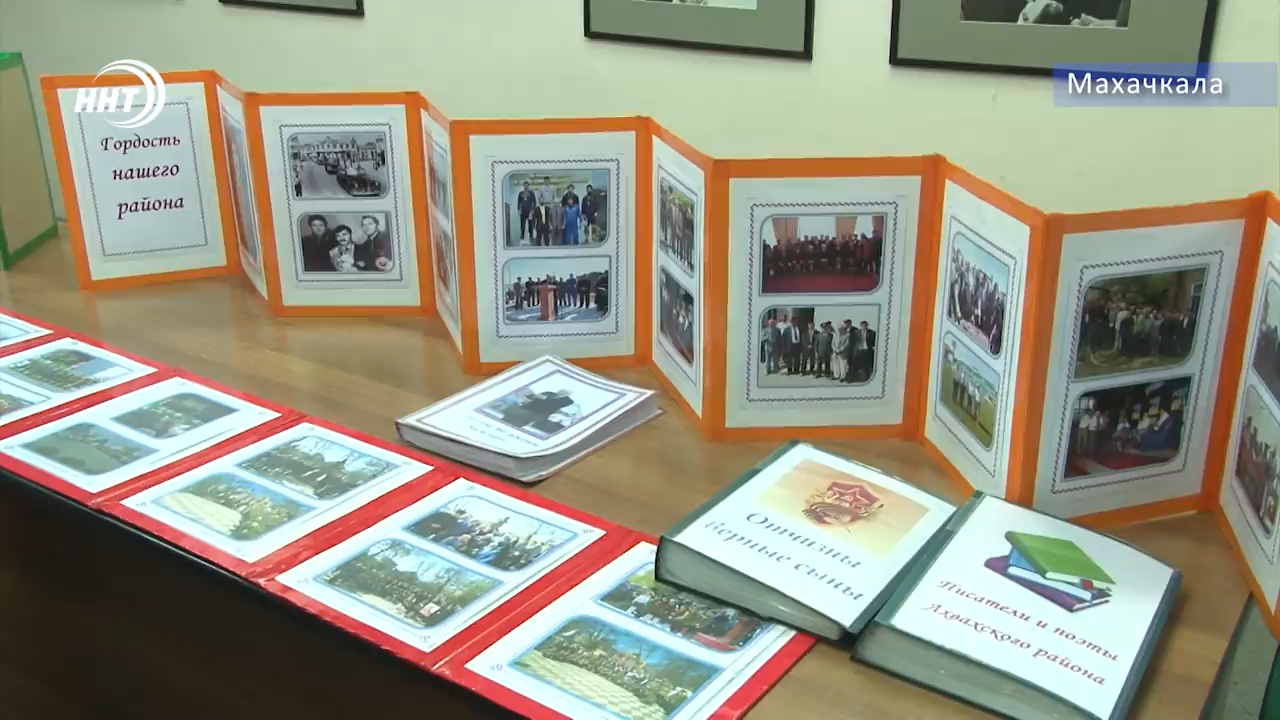 ННТ
Махачкала
Гордость
нашего
района
Отчизны
верные сыны
Писатели и поэты
Ахвахского района